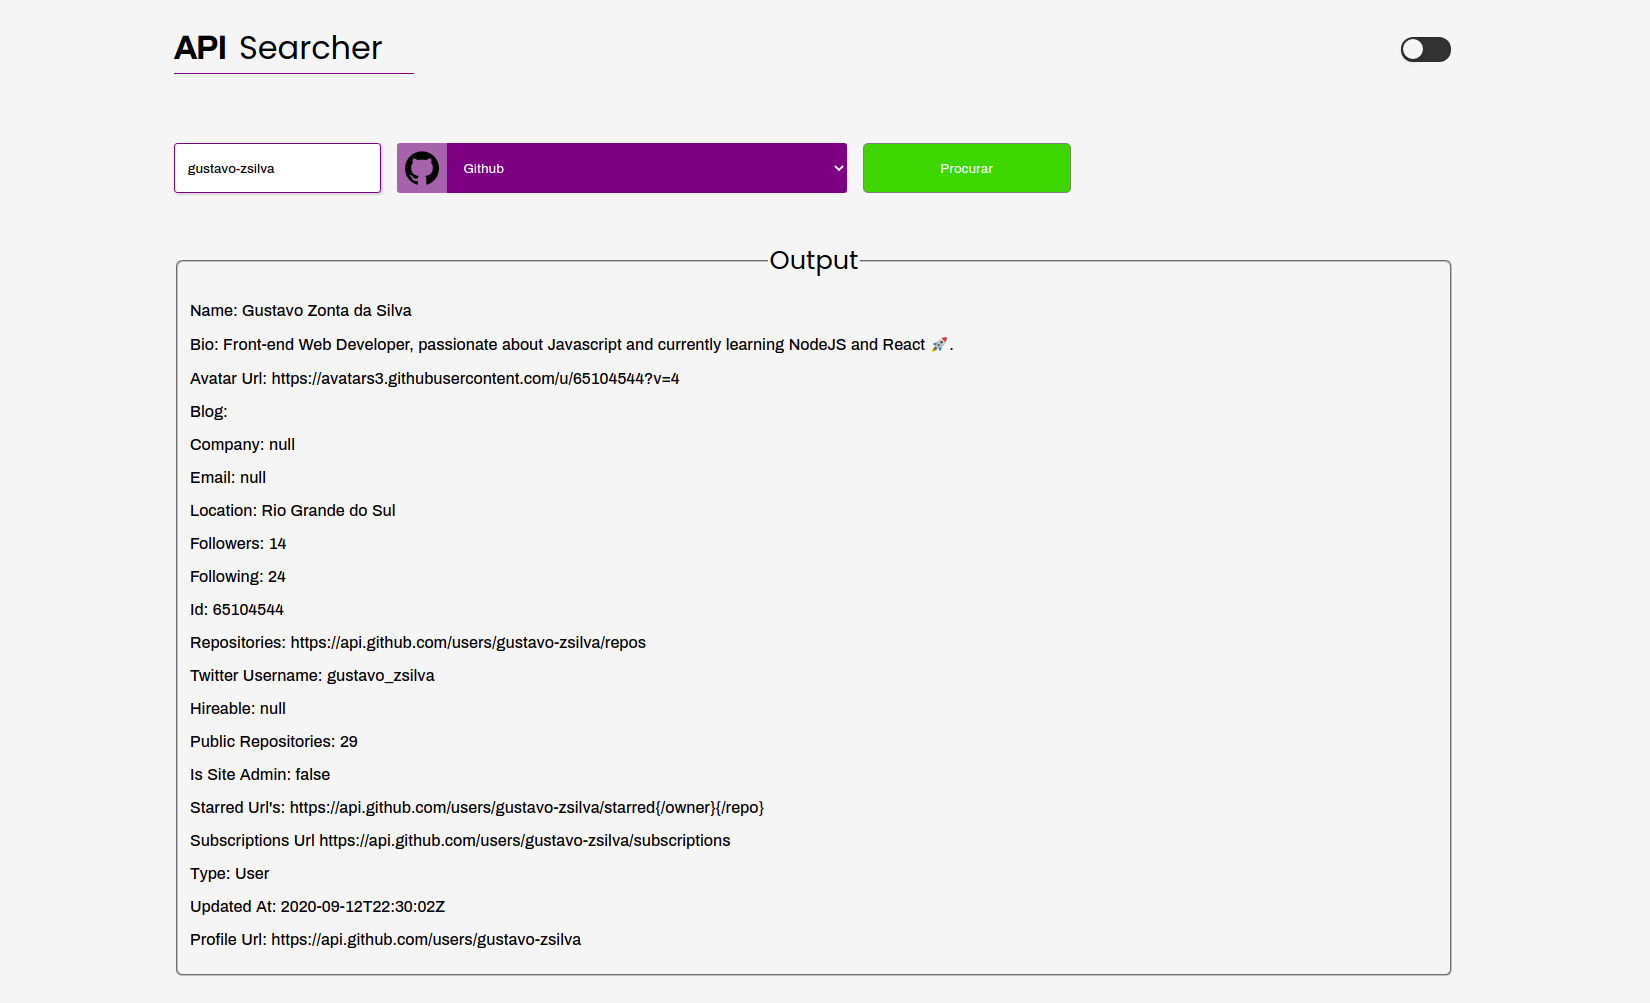 API Searcher
gustavo-zsilva
Github
Procurar
Output
Name: Gustavo Zonta da Silva
Bio: Front-end Web Developer, passionate about Javascript and currently learning NodeJS and React 🚀.
Avatar Url: https://avatars3.githubusercontent.com/u/65104544?v=4
Blog:
Company: null
Email: null
Location: Rio Grande do Sul
Followers: 14
Following: 24
Id: 65104544
Repositories: https://api.github.com/users/gustavo-zsilva/repos
Twitter Username: gustavo_zsilva
Hireable: null
Public Repositories: 29
Is Site Admin: false
Starred Url's: https://api.github.com/users/gustavo-zsilva/starred{/owner}{/repo}
Subscriptions Url https://api.github.com/users/gustavo-zsilva/subscriptions
Type: User
Updated At: 2020-09-12T22:30:02Z
Profile Url: https://api.github.com/users/gustavo-zsilva